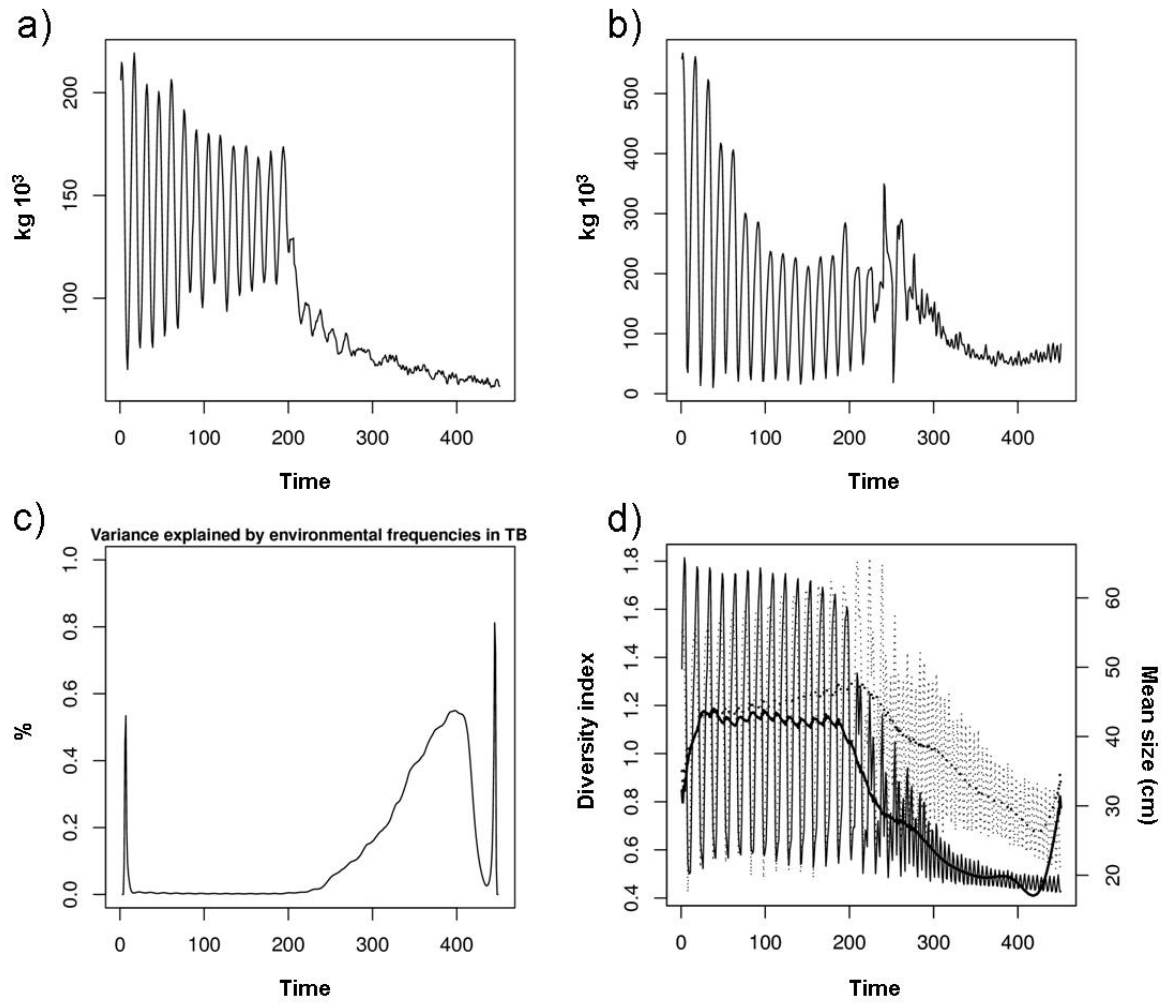 a)
200
150
100
kg 10³
0 100 200 300 400
Time
b)
500
400
300
200
100
0
kg 10³
0 100 200 300 400
Time
c)
Variance explained by environmental frequencies in TB
1.0
0.8
0.6
0.4
0.2
0.0
%
0 100 200 300 400
Time
d)
1.8
1.6
1.4
1.2
1.0
0.8
0.6
0.4
Diversity index
60
50
40
30
20
Mean size (cm)
0 100 200 300 400
Time